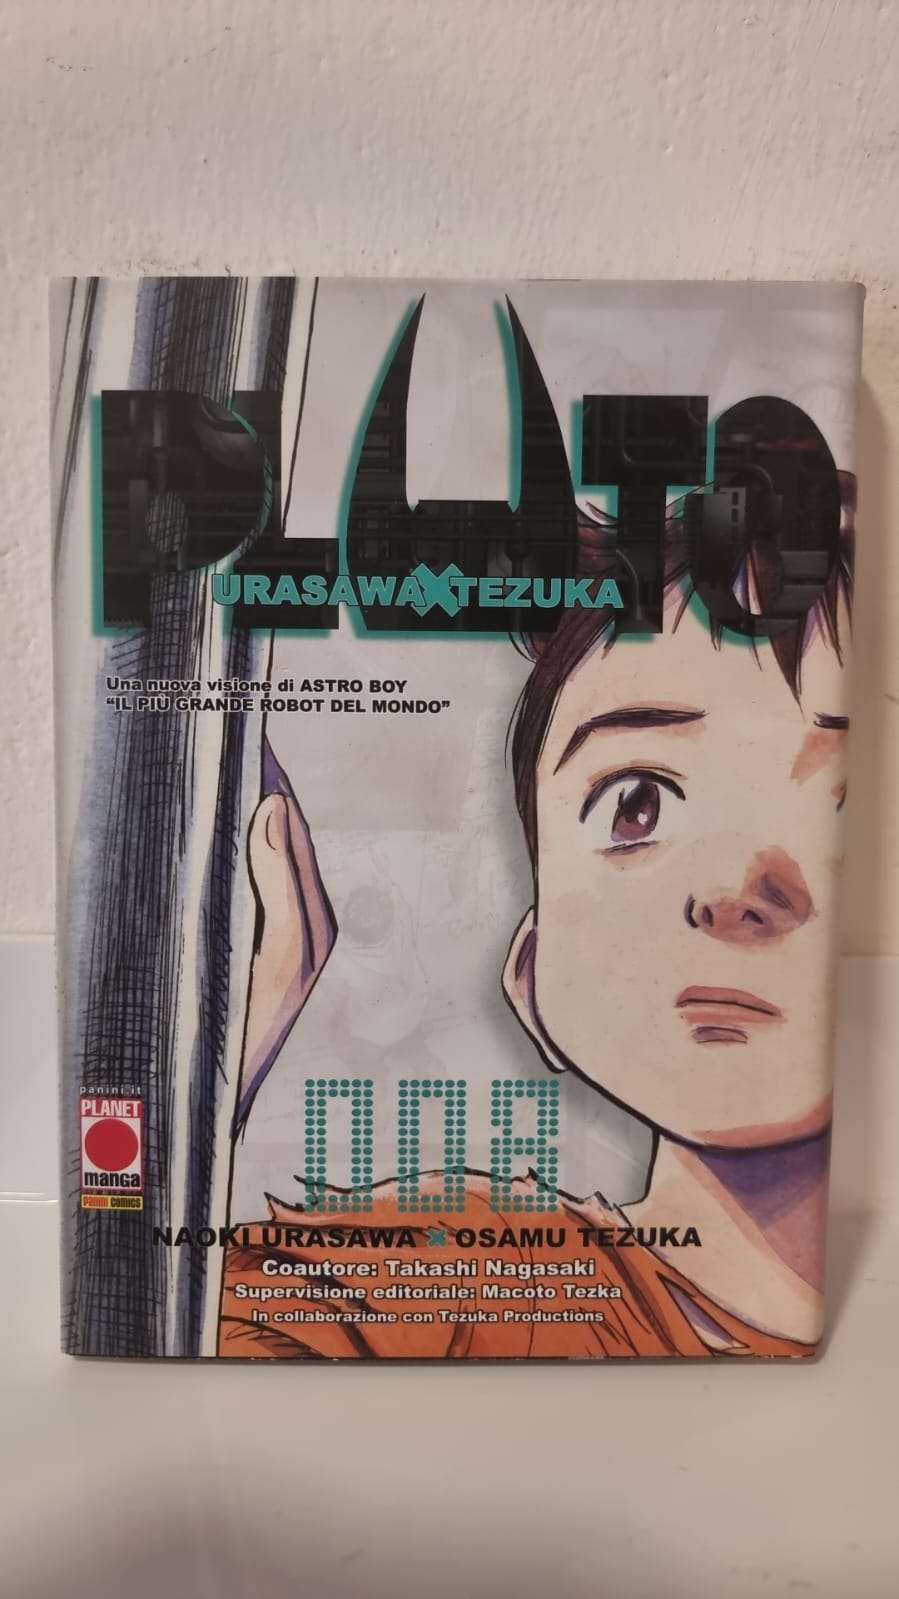 PLUTO
URASAWA×TEZUKA
Una nuova visione di ASTRO BOY
"IL PIÙ GRANDE ROBOT DEL MONDO"
panini.it
PLANET
manga
PANINI COMICS
008
NAOKI URASAWA × OSAMU TEZUKA
Coautore: Takashi Nagasaki
Supervisione editoriale: Macoto Tezka
In collaborazione con Tezuka Productions